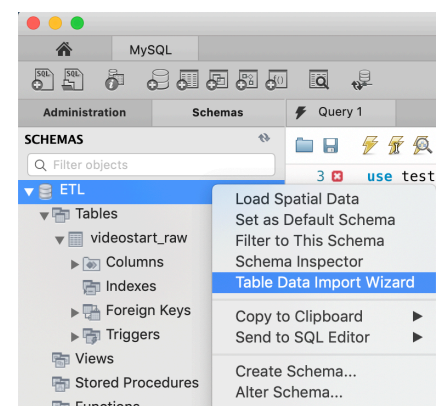 MySQL
SQL
SQL
Administration
Schemas
Query 1
SCHEMAS
Filter objects
3
use test
ETL
Tables
videostart_raw
Columns
Indexes
Foreign Keys
Triggers
Views
Stored Procedures
Functions
Load Spatial Data
Set as Default Schema
Filter to This Schema
Schema Inspector
Table Data Import Wizard
Copy to Clipboard
Send to SQL Editor
Create Schema...
Alter Schema...